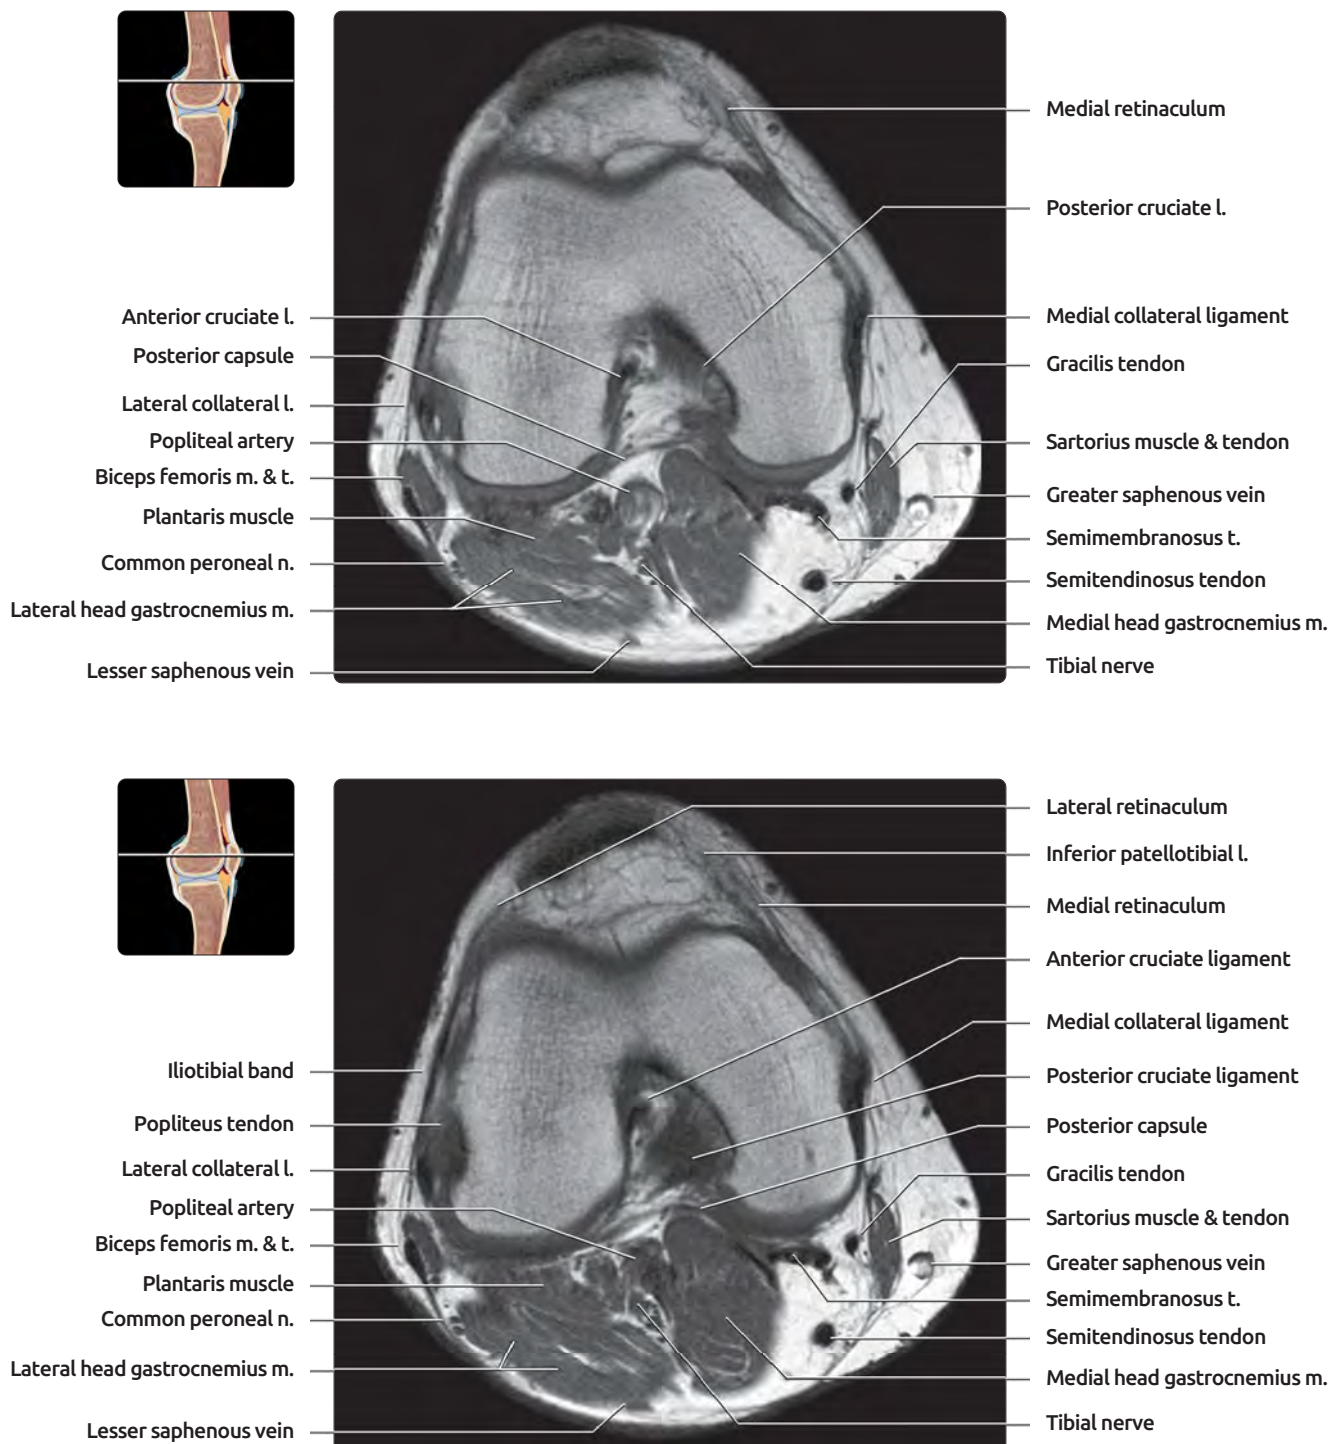 Medial retinaculum
Posterior cruciate l.
Anterior cruciate l.
Medial collateral ligament
Posterior capsule
Gracilis tendon
Lateral collateral l.
Popliteal artery
Sartorius muscle & tendon
Biceps femoris m. & t.
Greater saphenous vein
Plantaris muscle
Semimembranosus t.
Common peroneal n.
Semitendinosus tendon
Lateral head gastrocnemius m.
Medial head gastrocnemius m.
Lesser saphenous vein
Tibial nerve
Lateral retinaculum
Inferior patellotibial l.
Medial retinaculum
Anterior cruciate ligament
Medial collateral ligament
Iliotibial band
Posterior cruciate ligament
Popliteus tendon
Posterior capsule
Lateral collateral l.
Gracilis tendon
Popliteal artery
Sartorius muscle & tendon
Biceps femoris m. & t.
Greater saphenous vein
Plantaris muscle
Semimembranosus t.
Common peroneal n.
Semitendinosus tendon
Lateral head gastrocnemius m.
Medial head gastrocnemius m.
Lesser saphenous vein
Tibial nerve